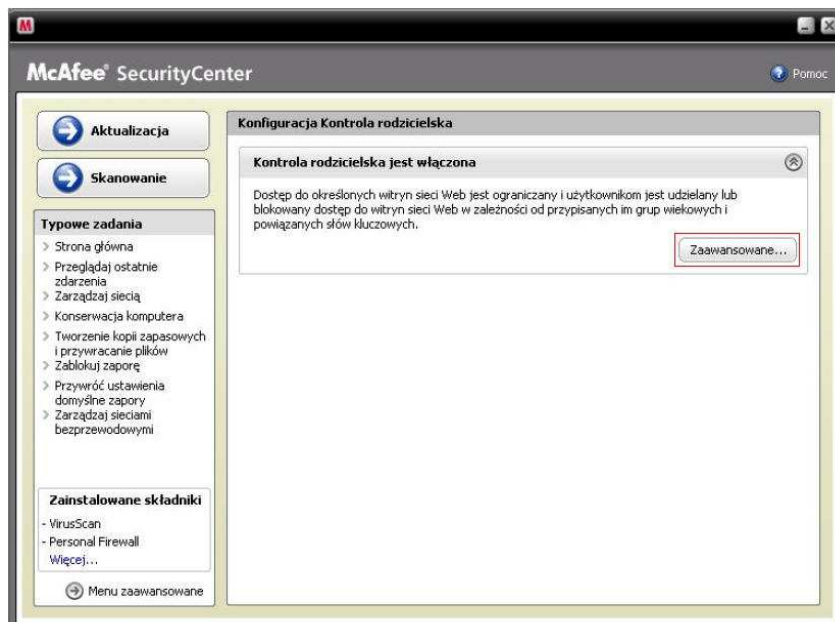 McAfee® SecurityCenter
Pomoc
Aktualizacja
Skanowanie
Typowe zadania
Strona główna
Przeglądaj ostatnie
zdarzenia
Zarządzaj siecią
Konserwacja komputera
Tworzenie kopii zapasowych
i przywracanie plików
Zablokuj zaporę
Przywróć ustawienia
domyślne zapory
Zarządzaj sieciami
bezprzewodowymi
Zainstalowane składniki
- VirusScan
- Personal Firewall
Więcej...
Menu zaawansowane
Konfiguracja Kontrola rodzicielska
Kontrola rodzicielska jest włączona
Dostęp do określonych witryn sieci Web jest ograniczany i użytkownikom jest udzielany lub
blokowany dostęp do witryn sieci Web w zależności od przypisanych im grup wiekowych i
powiązanych słów kluczowych.
Zaawansowane...